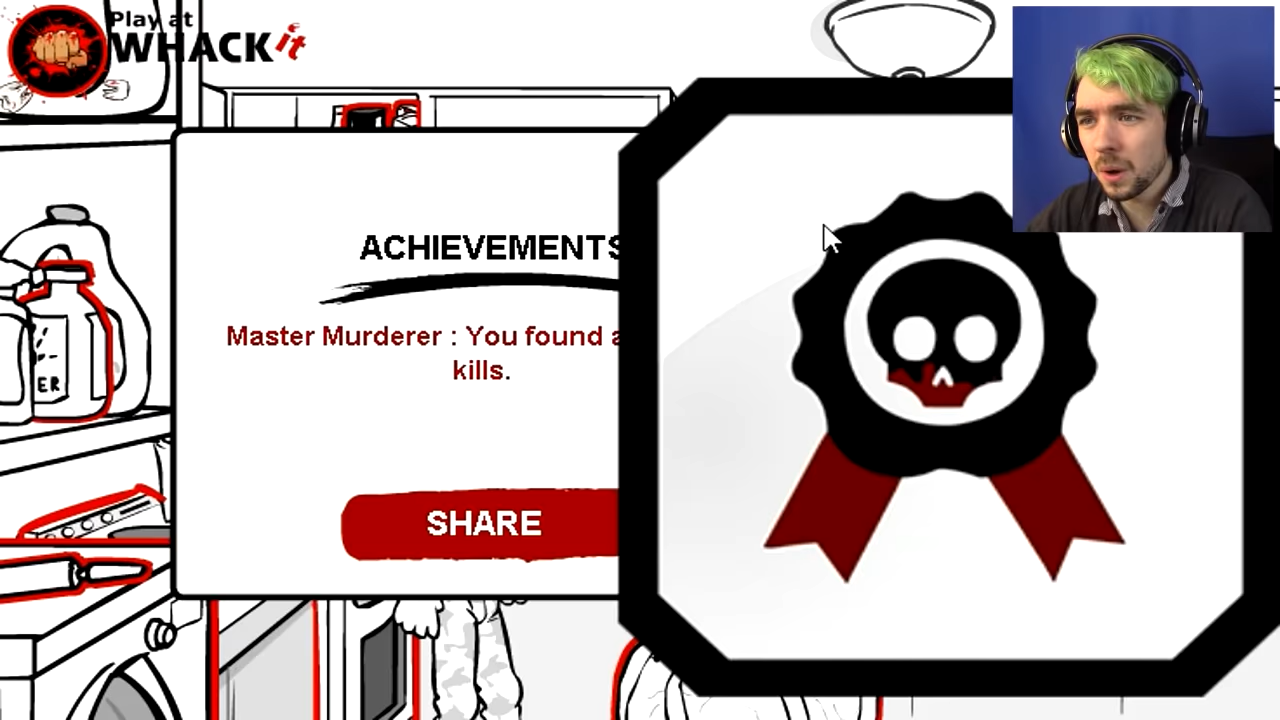 Play at
WHACK it
ACHIEVEMENTS
Master Murderer : You found
kills.
SHARE
ER